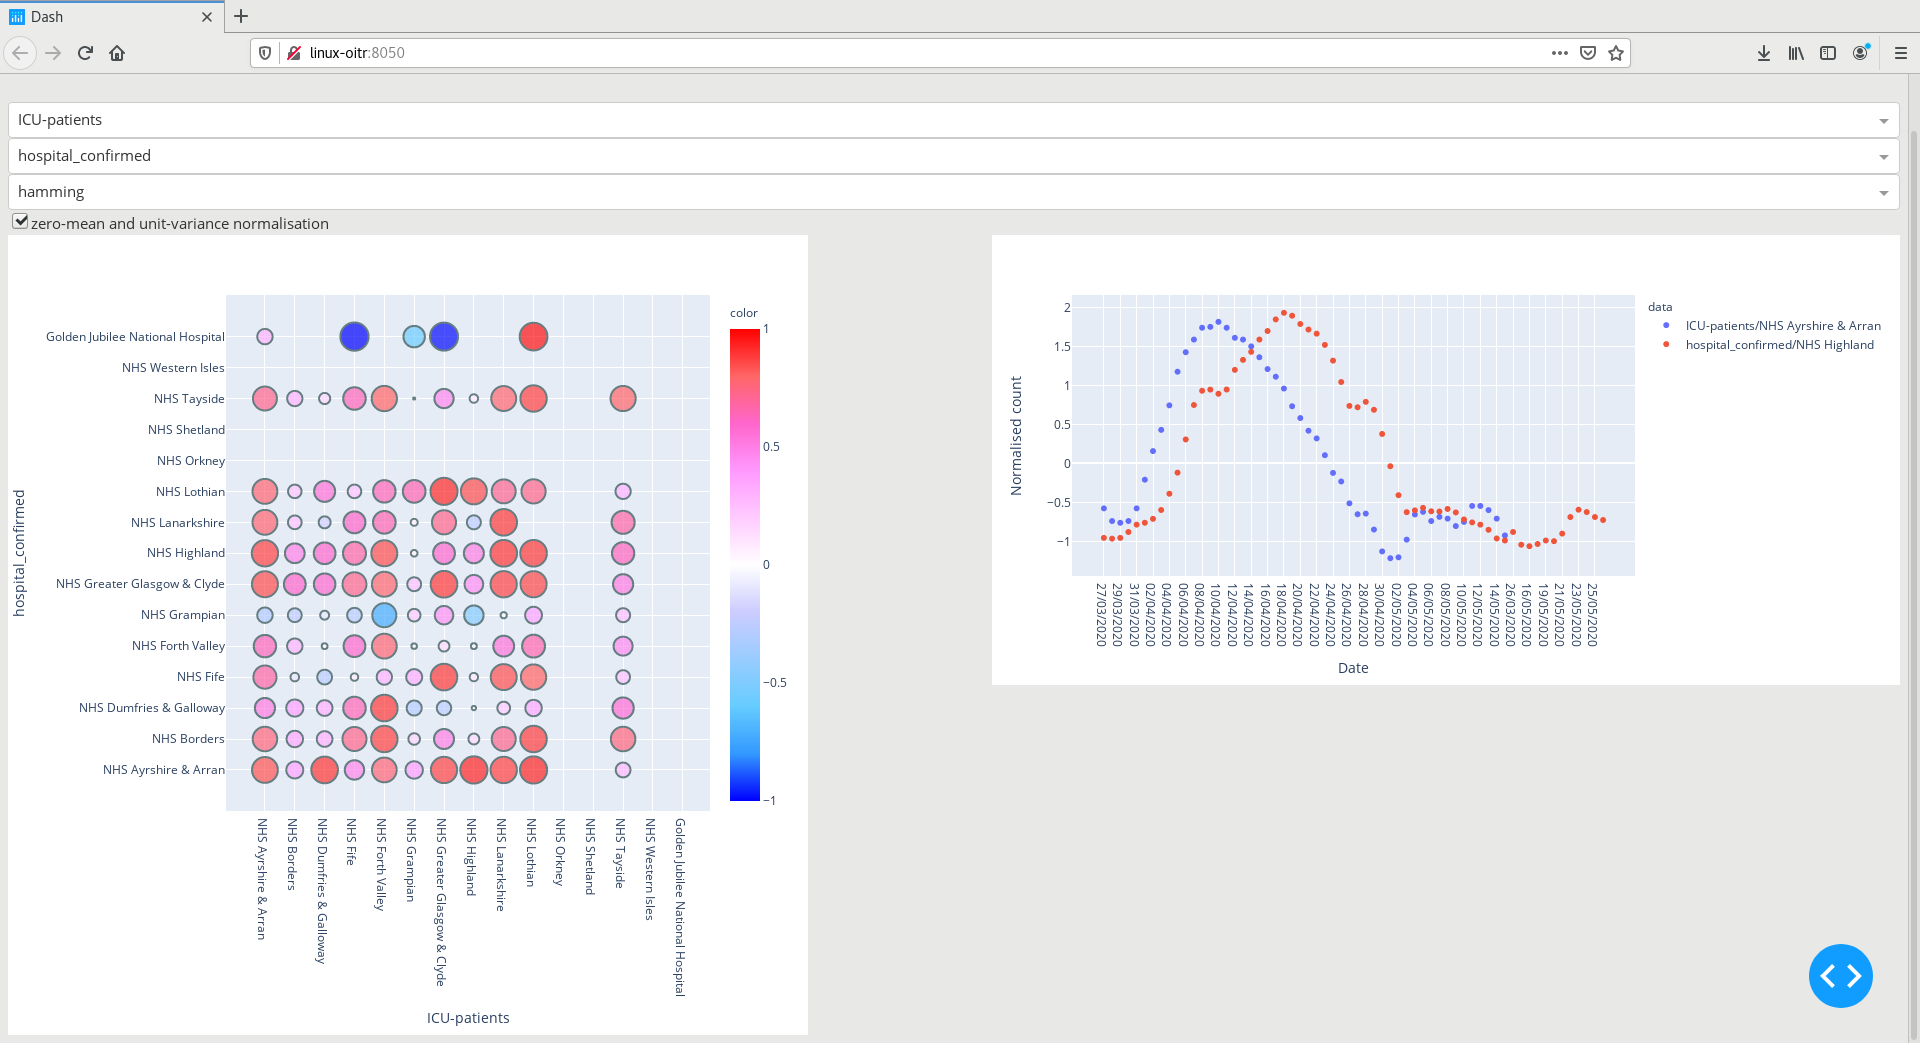 Dash
linux-oitr:8050
ICU-patients
hospital_confirmed
hamming
zero-mean and unit-variance normalisation
hospital_confirmed
Golden Jubilee National Hospital
NHS Western Isles
NHS Tayside
NHS Shetland
NHS Orkney
NHS Lothian
NHS Lanarkshire
NHS Highland
NHS Greater Glasgow & Clyde
NHS Grampian
NHS Forth Valley
NHS Fife
NHS Dumfries & Galloway
NHS Borders
NHS Ayrshire & Arran
NHS Ayrshire & Arran
NHS Borders
NHS Dumfries & Galloway
NHS Fife
NHS Forth Valley
NHS Grampian
NHS Greater Glasgow & Clyde
NHS Highland
NHS Lanarkshire
NHS Lothian
NHS Orkney
NHS Shetland
NHS Tayside
NHS Western Isles
Golden Jubilee National Hospital
ICU-patients
color
1
0.5
0
−0.5
−1
Normalised count
2
1.5
1
0.5
0
−0.5
−1
27/03/2020
29/03/2020
31/03/2020
02/04/2020
04/04/2020
06/04/2020
08/04/2020
10/04/2020
12/04/2020
14/04/2020
16/04/2020
18/04/2020
20/04/2020
22/04/2020
24/04/2020
26/04/2020
28/04/2020
30/04/2020
02/05/2020
04/05/2020
06/05/2020
08/05/2020
10/05/2020
12/05/2020
14/05/2020
26/03/2020
16/05/2020
19/05/2020
21/05/2020
23/05/2020
25/05/2020
Date
data
ICU-patients/NHS Ayrshire & Arran
hospital_confirmed/NHS Highland